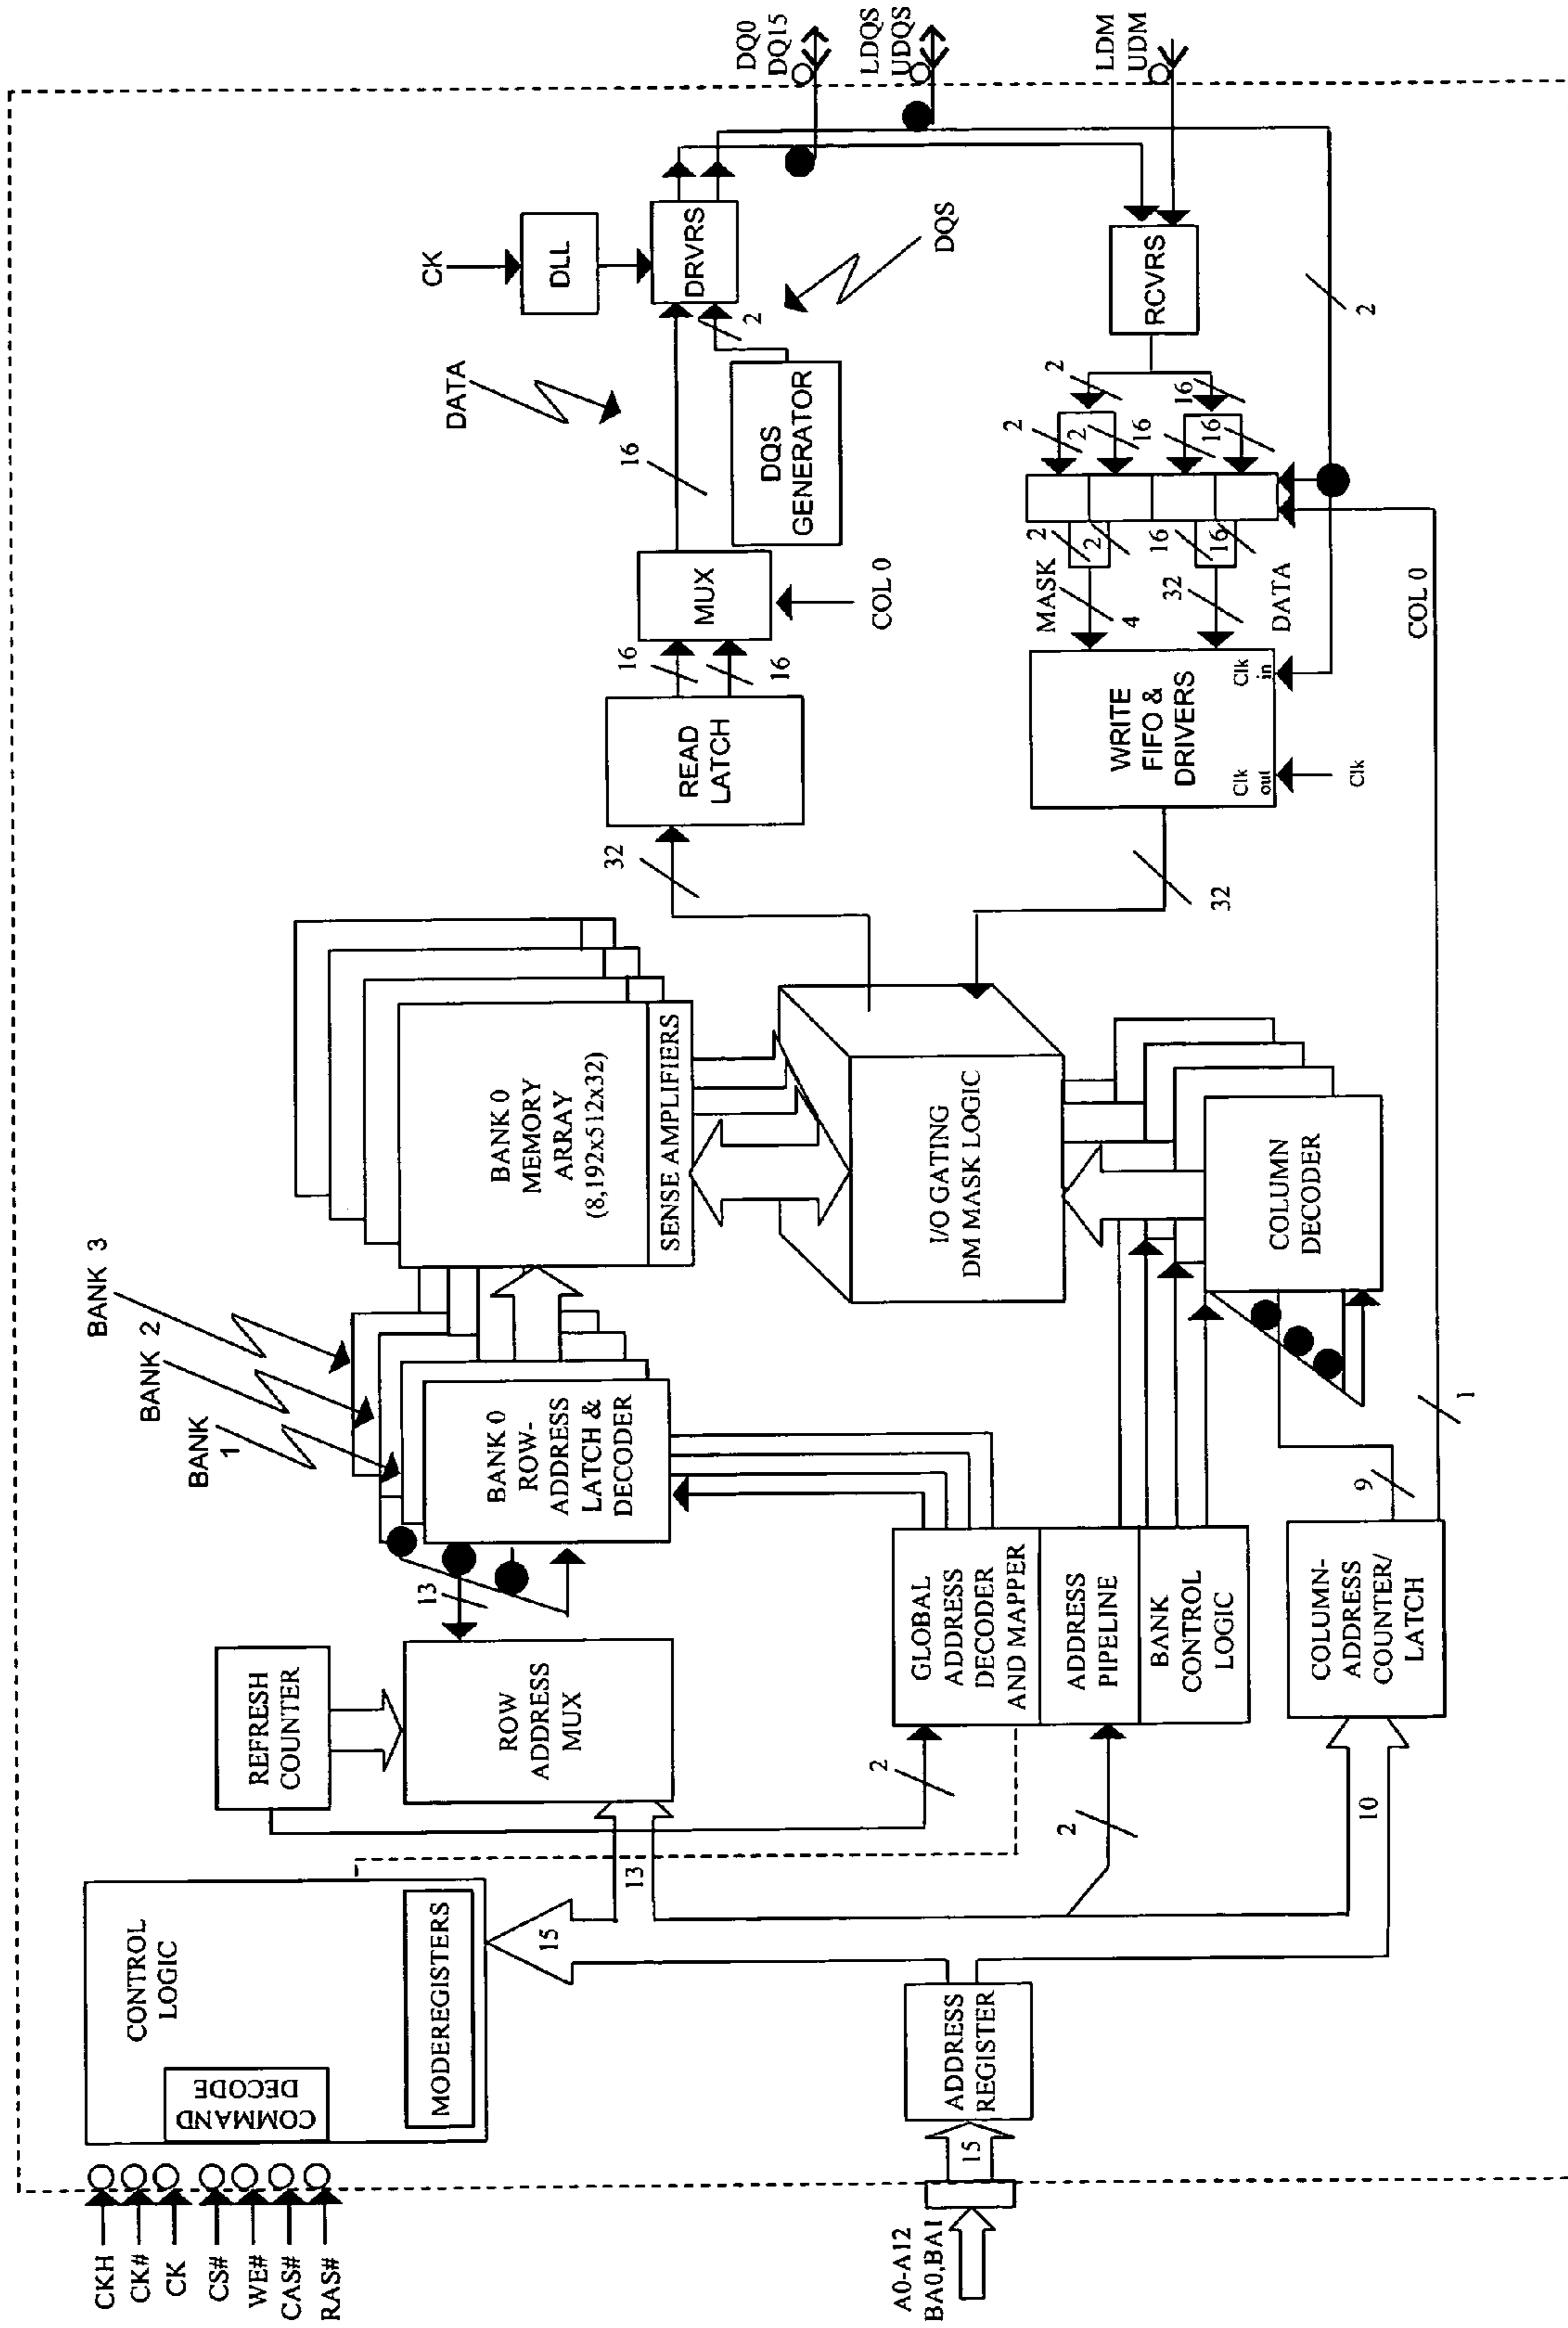 CKH
CK#
CK
CS#
WE#
CAS#
RAS#
COMMAND
DECODE
CONTROL
LOGIC
MODEREGISTERS
15
A0-A12
BA0,BA1
15
ADDRESS
REGISTER
REFRESH
COUNTER
13
ROW
ADDRESS
MUX
2
2
10
13
BANK 3
BANK 2
BANK
1
BANK 0
ROW-
ADDRESS
LATCH &
DECODER
GLOBAL
ADDRESS
DECODER
AND MAPPER
ADDRESS
PIPELINE
BANK
CONTROL
LOGIC
COLUMN-
ADDRESS
COUNTER/
LATCH
9
1
BANK 0
MEMORY
ARRAY
(8,192x512x32)
SENSE AMPLIFIERS
I/O GATING
DM MASK LOGIC
COLUMN
DECODER
32
32
READ
LATCH
16
16
MUX
COL 0
16
DATA
DQS
GENERATOR
2
DQS
CK
DLL
DRVRS
DQ0
DQ15
LDQS
UDQS
LDM
UDM
RCVRS
2
16
2
2
16
16
16
2
2
16
16
MASK
4
32
DATA
WRITE
FIFO &
DRIVERS
Clk
out
Clk
in
Clk
COL 0
2